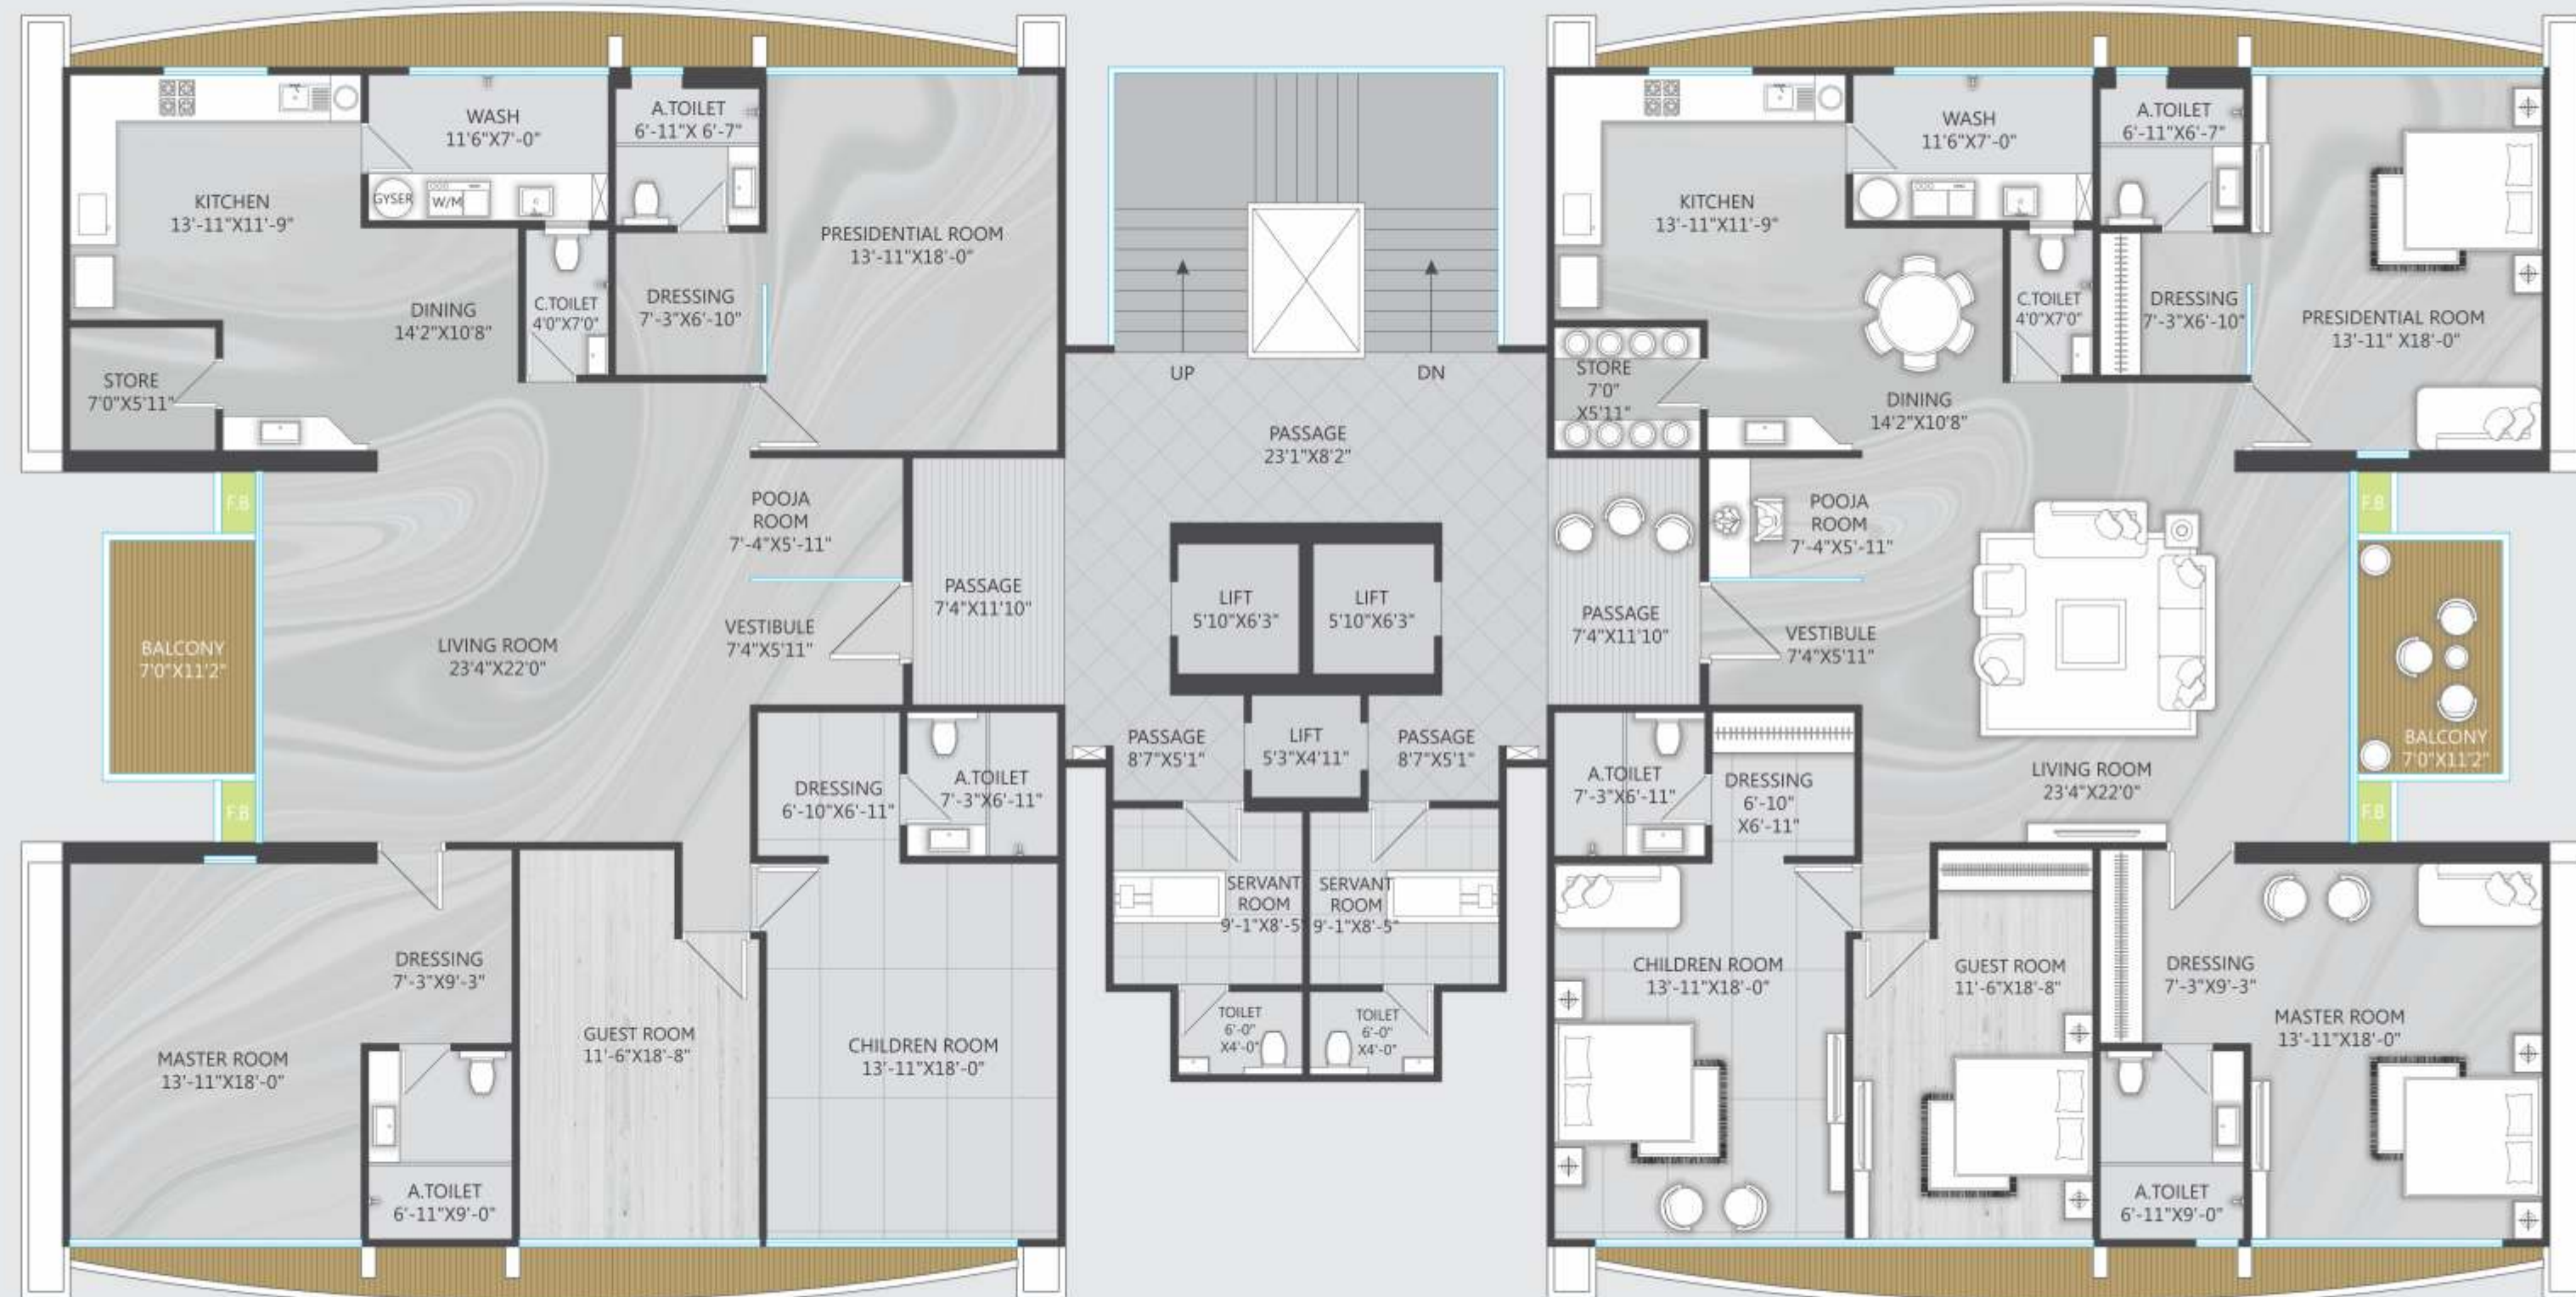 WASH
11'6"X7'-0"
A.TOILET
6'-11"X 6'-7"
KITCHEN
13'-11"X11'-9"
GYSER
W/M
PRESIDENTIAL ROOM
13'-11"X18'-0"
DINING
14'2"X10'8"
C.TOILET
4'0"X7'0"
DRESSING
7'-3"X6'-10"
STORE
7'0"X5'11"
F.B
POOJA
ROOM
7'-4"X5'-11"
PASSAGE
7'4"X11'10"
BALCONY
7'0"X11'2"
LIVING ROOM
23'4"X22'0"
VESTIBULE
7'4"X5'11"
F.B
DRESSING
6'-10"X6'-11"
A.TOILET
7'-3"X6'-11"
DRESSING
7'-3"X9'-3"
MASTER ROOM
13'-11"X18'-0"
GUEST ROOM
11'-6"X18'-8"
CHILDREN ROOM
13'-11"X18'-0"
A.TOILET
6'-11"X9'-0"
UP
DN
PASSAGE
23'1"X8'2"
LIFT
5'10"X6'3"
LIFT
5'10"X6'3"
PASSAGE
8'7"X5'1"
LIFT
5'3"X4'11"
PASSAGE
8'7"X5'1"
SERVANT
ROOM
9'-1"X8'-5"
SERVANT
ROOM
9'-1"X8'-5"
TOILET
6'-0"
X4'-0"
TOILET
6'-0"
X4'-0"
WASH
11'6"X7'-0"
A.TOILET
6'-11"X6'-7"
KITCHEN
13'-11"X11'-9"
C.TOILET
4'0"X7'0"
DRESSING
7'-3"X6'-10"
PRESIDENTIAL ROOM
13'-11" X18'-0"
STORE
7'0"
X5'11"
DINING
14'2"X10'8"
POOJA
ROOM
7'-4"X5'-11"
F.B
PASSAGE
7'4"X11'10"
VESTIBULE
7'4"X5'11"
BALCONY
7'0"X11'2"
LIVING ROOM
23'4"X22'0"
F.B
A.TOILET
7'-3"X6'-11"
DRESSING
6'-10"
X6'-11"
CHILDREN ROOM
13'-11"X18'-0"
GUEST ROOM
11'-6"X18'-8"
DRESSING
7'-3"X9'-3"
MASTER ROOM
13'-11"X18'-0"
A.TOILET
6'-11"X9'-0"